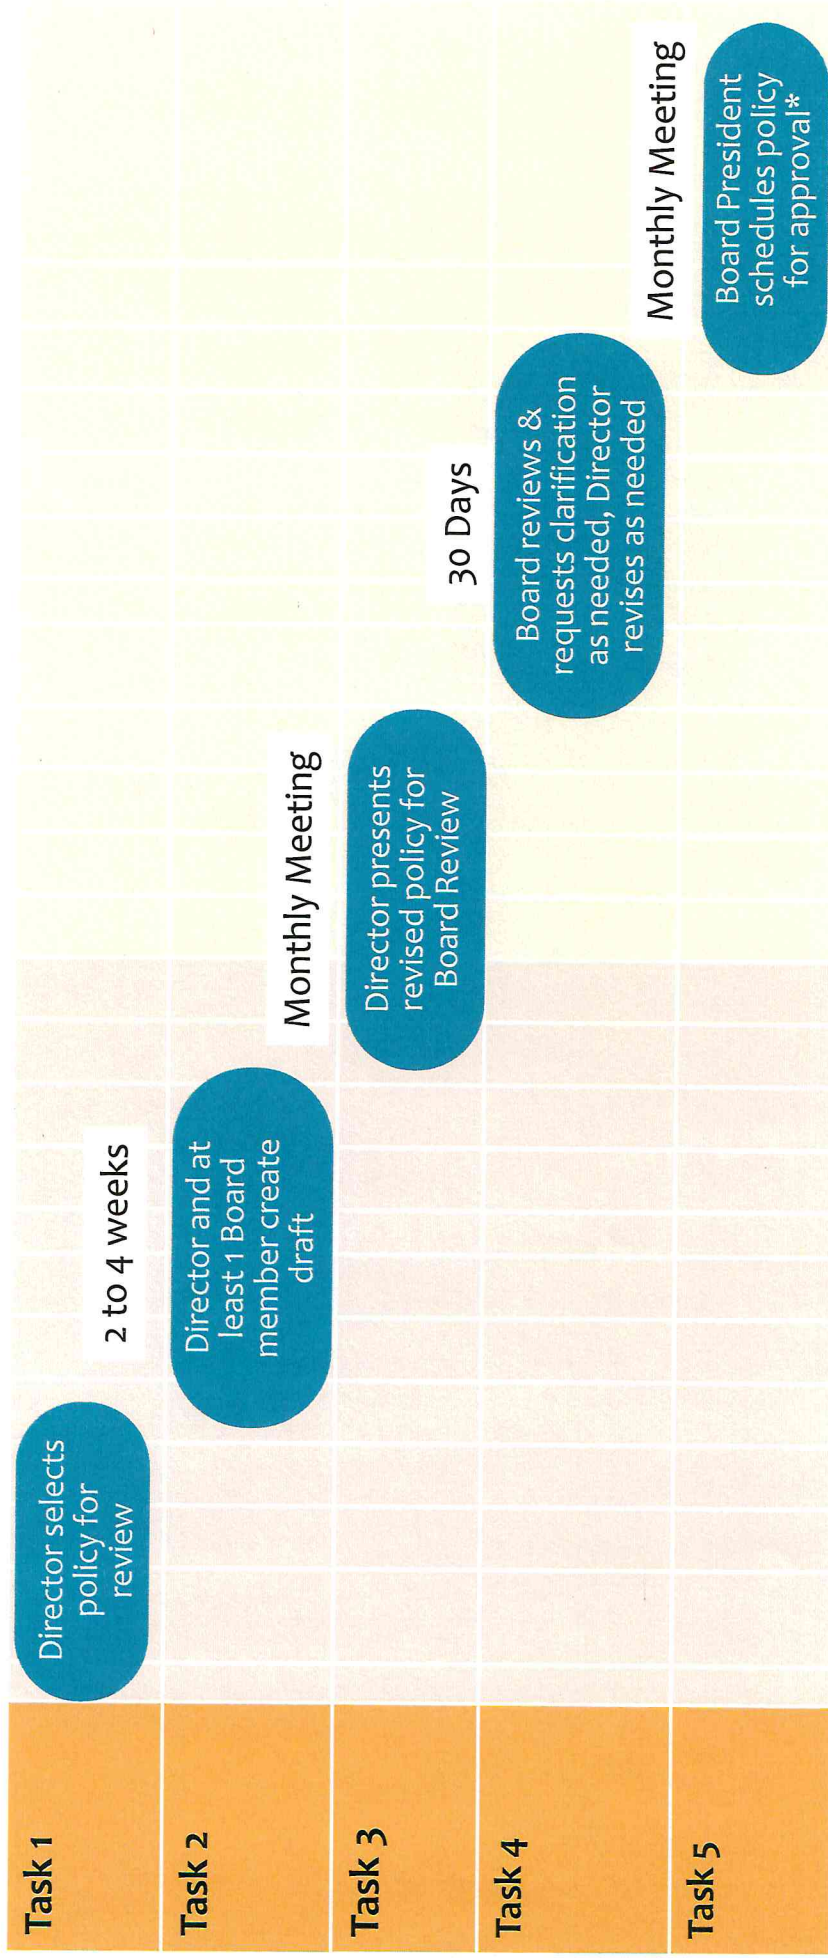 Task 1
Director selects
policy for
review
2 to 4 weeks
Task 2
Director and at
least 1 Board
member create
draft
Monthly Meeting
Task 3
Director presents
revised policy for
Board Review
30 Days
Task 4
Board reviews &
requests clarification
as needed, Director
revises as needed
Monthly Meeting
Task 5
Board President
schedules policy
for approval*